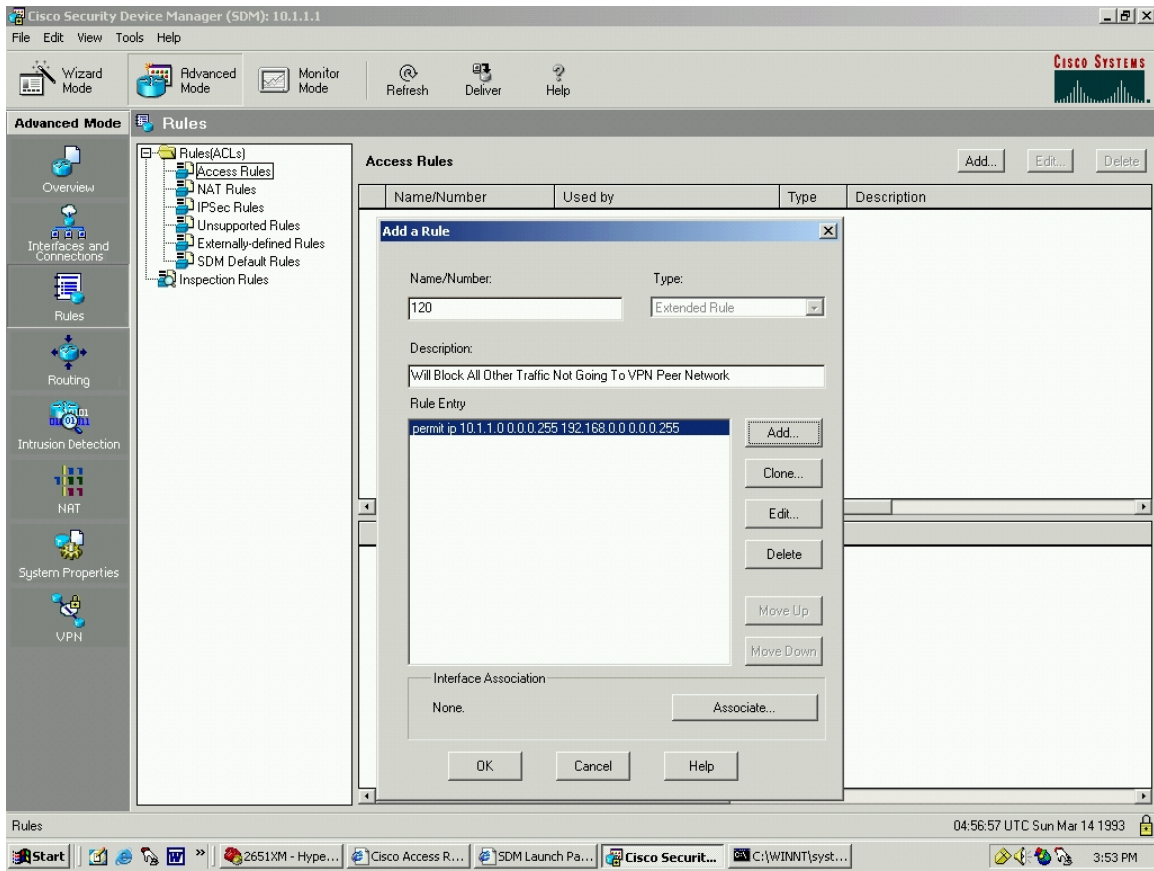 Cisco Security Device Manager (SDM): 10.1.1.1
File Edit View Tools Help
Wizard Mode
Advanced Mode
Monitor Mode
Refresh
Deliver
Help
CISCO SYSTEMS
Advanced Mode
Rules
Overview
Interfaces and Connections
Rules
Routing
Intrusion Detection
NAT
System Properties
VPN
Rules(ACLs)
Access Rules
NAT Rules
IPSec Rules
Unsupported Rules
Externally-defined Rules
SDM Default Rules
Inspection Rules
Access Rules
Add... Edit... Delete
Name/Number Used by Type Description
Add a Rule
Name/Number: Type:
120 Extended Rule
Description:
Will Block All Other Traffic Not Going To VPN Peer Network
Rule Entry
permit ip 10.1.1.0 0.0.0.255 192.168.0.0 0.0.0.255
Add...
Clone...
Edit...
Delete
Move Up
Move Down
Interface Association
None. Associate...
OK Cancel Help
Rules 04:56:57 UTC Sun Mar 14 1993
Start 2651XM - Hype... Cisco Access R... SDM Launch Pa... Cisco Securit... C:\WINNT\syst... 3:53 PM